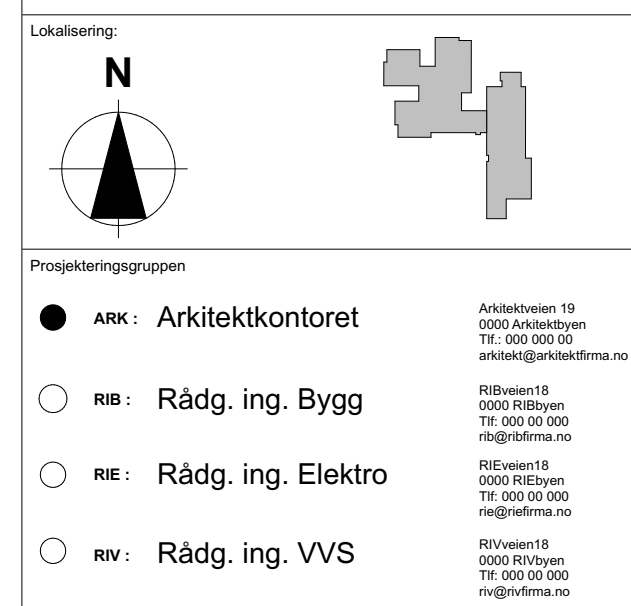 Lokalisering:
N
Prosjekteringsgruppen
ARK : Arkitektkontoret
Arkitektveien 19
0000 Arkitektbyen
Tlf.: 000 000 00
arkitekt@arkitektfirma.no
RIB : Rådg. ing. Bygg
RIBveien18
0000 RIBbyen
Tlf: 000 00 000
rib@ribfirma.no
RIE : Rådg. ing. Elektro
RIEveien18
0000 RIEbyen
Tlf: 000 00 000
rie@riefirma.no
RIV : Rådg. ing. VVS
RIVveien18
0000 RIVbyen
Tlf: 000 00 000
riv@rivfirma.no